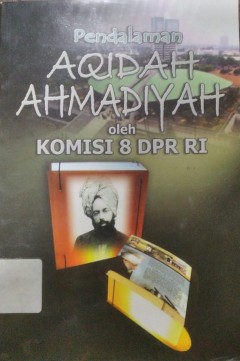 Pendalaman
AQIDAH
AHMADIYAH
oleh
KOMISI 8 DPR RI